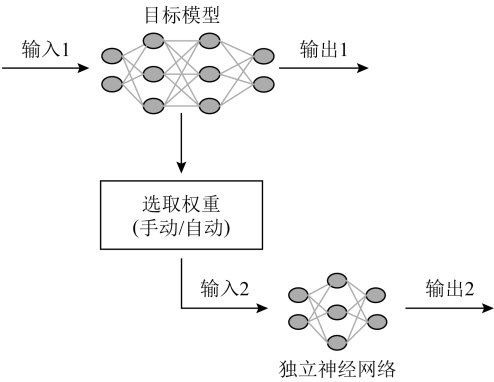 目标模型
输入1
输出1
选取权重
(手动/自动)
输入2
输出2
独立神经网络